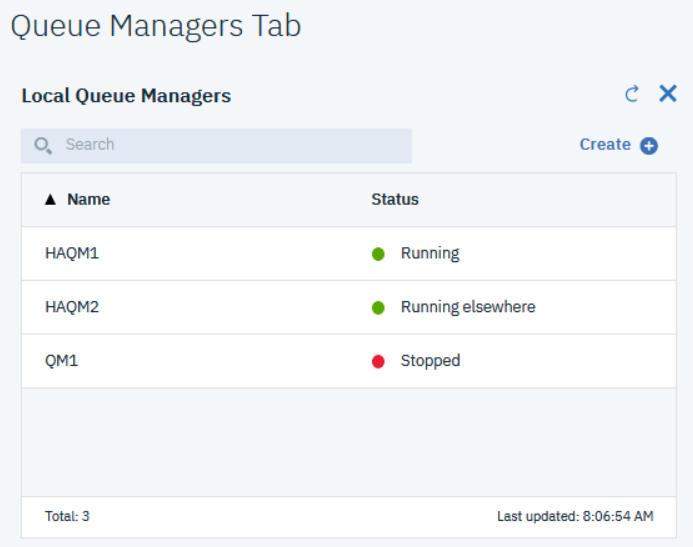 Queue Managers Tab
Local Queue Managers
Search
Create
Name Status
HAQM1 Running
HAQM2 Running elsewhere
QM1 Stopped
Total: 3 Last updated: 8:06:54 AM